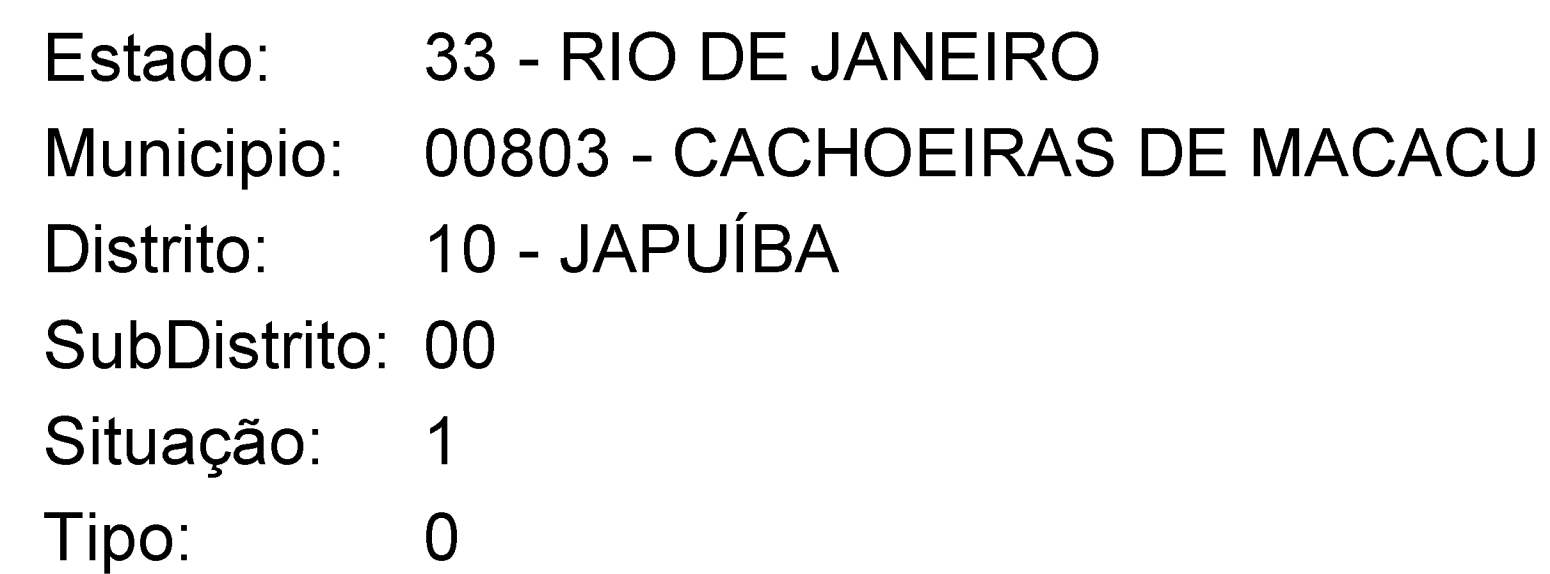 Estado: 33 - RIO DE JANEIRO
Municipio: 00803 - CACHOEIRAS DE MACACU
Distrito: 10 - JAPUÍBA
SubDistrito: 00
Situação: 1
Tipo: 0